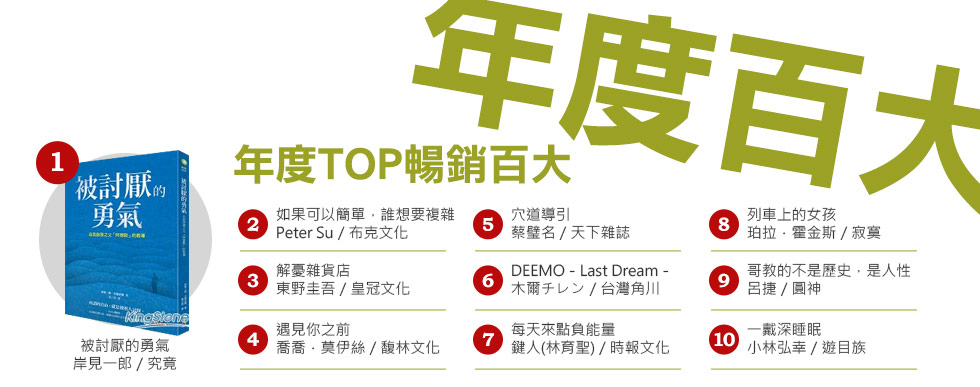 年度百大
年度TOP暢銷百大
1
被討厭的
勇氣
KingStone
被討厭的勇氣
岸見一郎 / 究竟
2
如果可以簡單，誰想要複雜
Peter Su / 布克文化
3
解憂雜貨店
東野圭吾 / 皇冠文化
4
遇見你之前
喬喬．莫伊絲 / 馥林文化
5
穴道導引
蔡璧名 / 天下雜誌
6
DEEMO - Last Dream -
木爾チレン / 台灣角川
7
每天來點負能量
鍵人(林育聖) / 時報文化
8
列車上的女孩
珀拉．霍金斯 / 寂寞
9
哥教的不是歷史，是人性
呂捷 / 圓神
10
一戴深睡眠
小林弘幸 / 遊目族